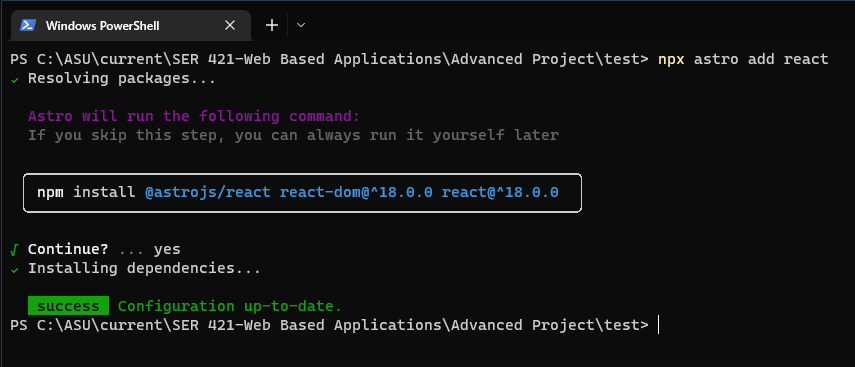 Windows PowerShell
PS C:\ASU\current\SER 421-Web Based Applications\Advanced Project\test> npx astro add react
✓ Resolving packages...
Astro will run the following command:
If you skip this step, you can always run it yourself later
npm install @astrojs/react react-dom@^18.0.0 react@^18.0.0
√ Continue? ... yes
✓ Installing dependencies...
success Configuration up-to-date.
PS C:\ASU\current\SER 421-Web Based Applications\Advanced Project\test>